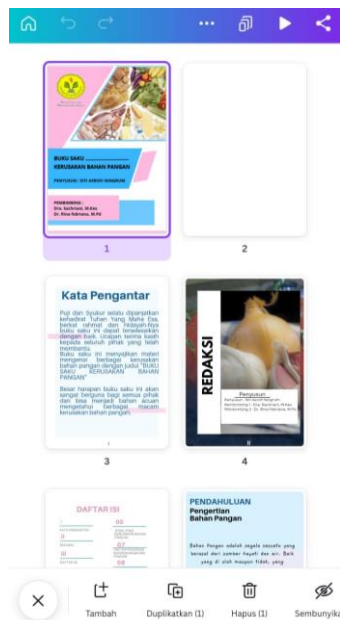 BUKU SAKU
KERUSAKAN BAHAN PANGAN
PENYUSUN : SITI AEROH NINGRUM
PEMBIMBING :
Dra. Sachriani, M.Kes
Dr. Rina Febriana, M.Pd
1
2
Kata Pengantar
Puji dan Syukur selalu dipanjatkan
kehadirat Tuhan Yang Maha Esa,
berkat rahmat dan hidayah-Nya
buku saku ini dapat terselesaikan
dengan baik. Ucapan terima kasih
kepada seluruh pihak yang telah
membantu.
Buku saku ini menyajikan materi
mengenai berbagai kerusakan
bahan pangan dengan judul "BUKU
SAKU KERUSAKAN BAHAN
PANGAN"
Besar harapan buku saku ini akan
sangat berguna bagi semua pihak
dan bisa menjadi bahan acuan
mengetahui berbagai macam
kerusakan bahan pangan.
3
REDAKSI
Penyusun
4
DAFTAR ISI
PENDAHULUAN
Pengertian
Bahan Pangan
Bahan Pangan adalah segala sesuatu yang
berasal dari sumber hayati dan air. Baik
yang di olah maupun tidak, yang
Tambah
Duplikatkan (1)
Hapus (1)
Sembunyika